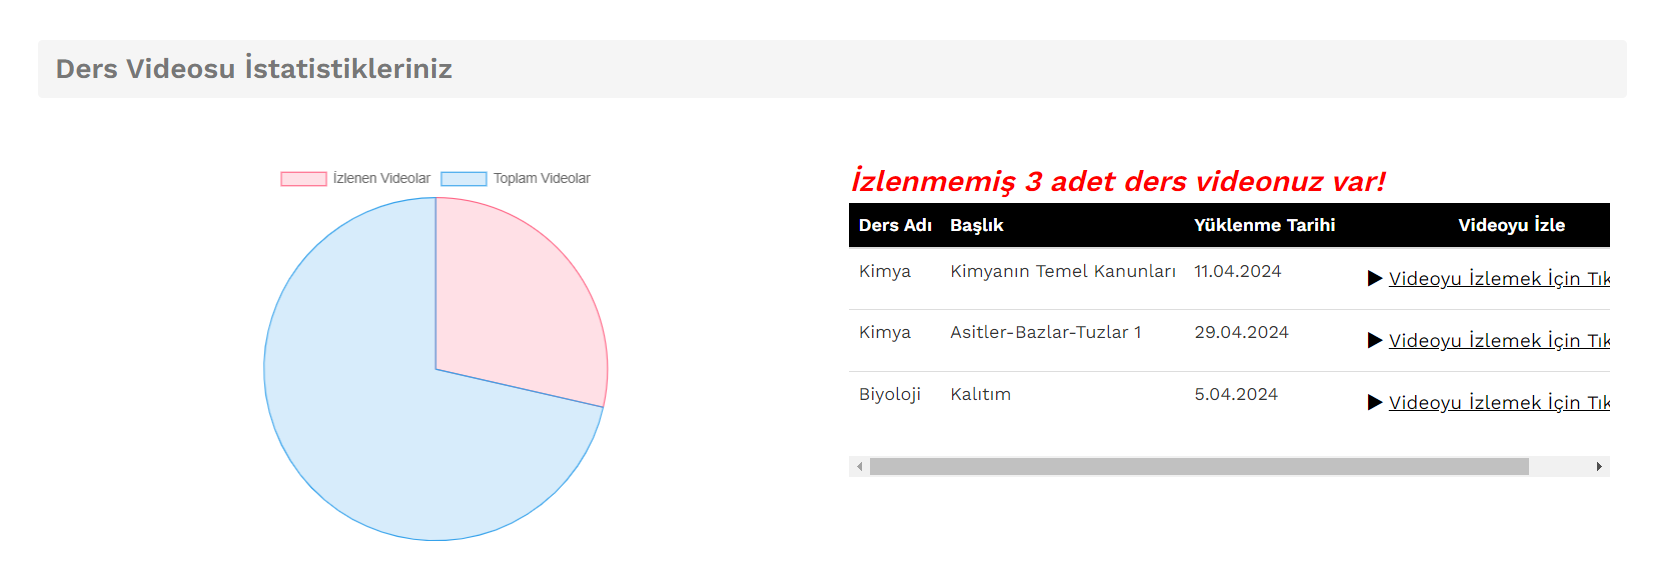 Ders Videosu İstatistikleriniz
İzlenen Videolar Toplam Videolar
İzlenmemiş 3 adet ders videonuz var!
Ders Adı Başlık Yüklenme Tarihi Videoyu İzle
Kimya Kimyanın Temel Kanunları 11.04.2024 Videoyu İzlemek İçin Tık
Kimya Asitler-Bazlar-Tuzlar 1 29.04.2024 Videoyu İzlemek İçin Tık
Biyoloji Kalıtım 5.04.2024 Videoyu İzlemek İçin Tık